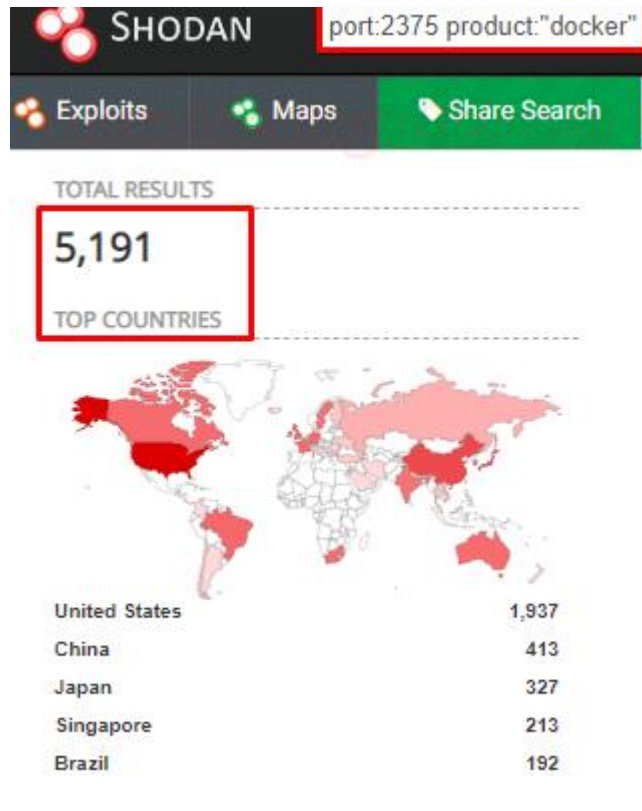 SHODAN
port:2375 product:"docker"
Exploits
Maps
Share Search
TOTAL RESULTS
5,191
TOP COUNTRIES
United States 1,937
China 413
Japan 327
Singapore 213
Brazil 192